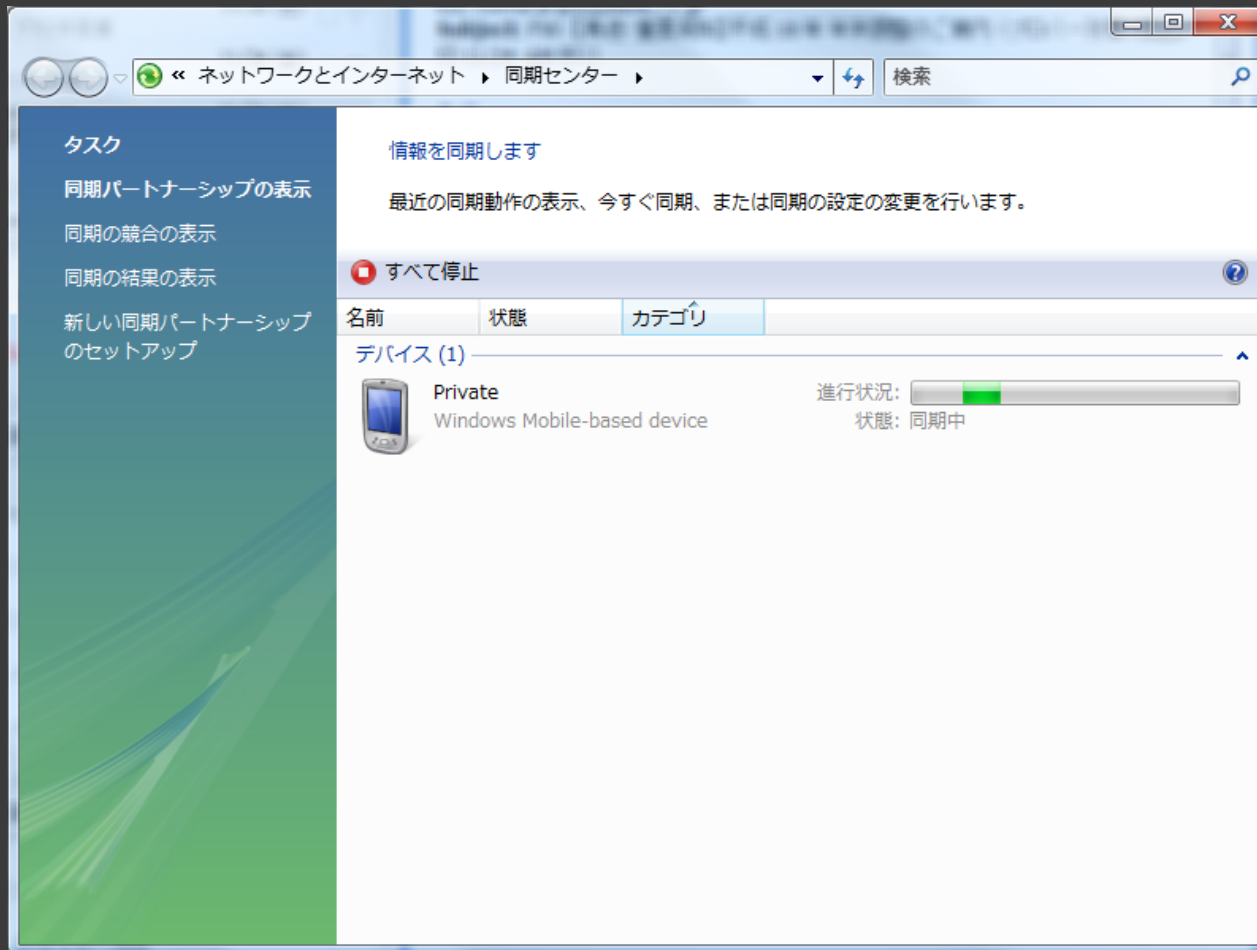 « ネットワークとインターネット ▸ 同期センター ▸
検索
タスク
同期パートナーシップの表示
同期の競合の表示
同期の結果の表示
新しい同期パートナーシップ
のセットアップ
情報を同期します
最近の同期動作の表示、今すぐ同期、または同期の設定の変更を行います。
すべて停止
名前 状態 カテゴリ
デバイス (1)
Private
Windows Mobile-based device
進行状況:
状態: 同期中